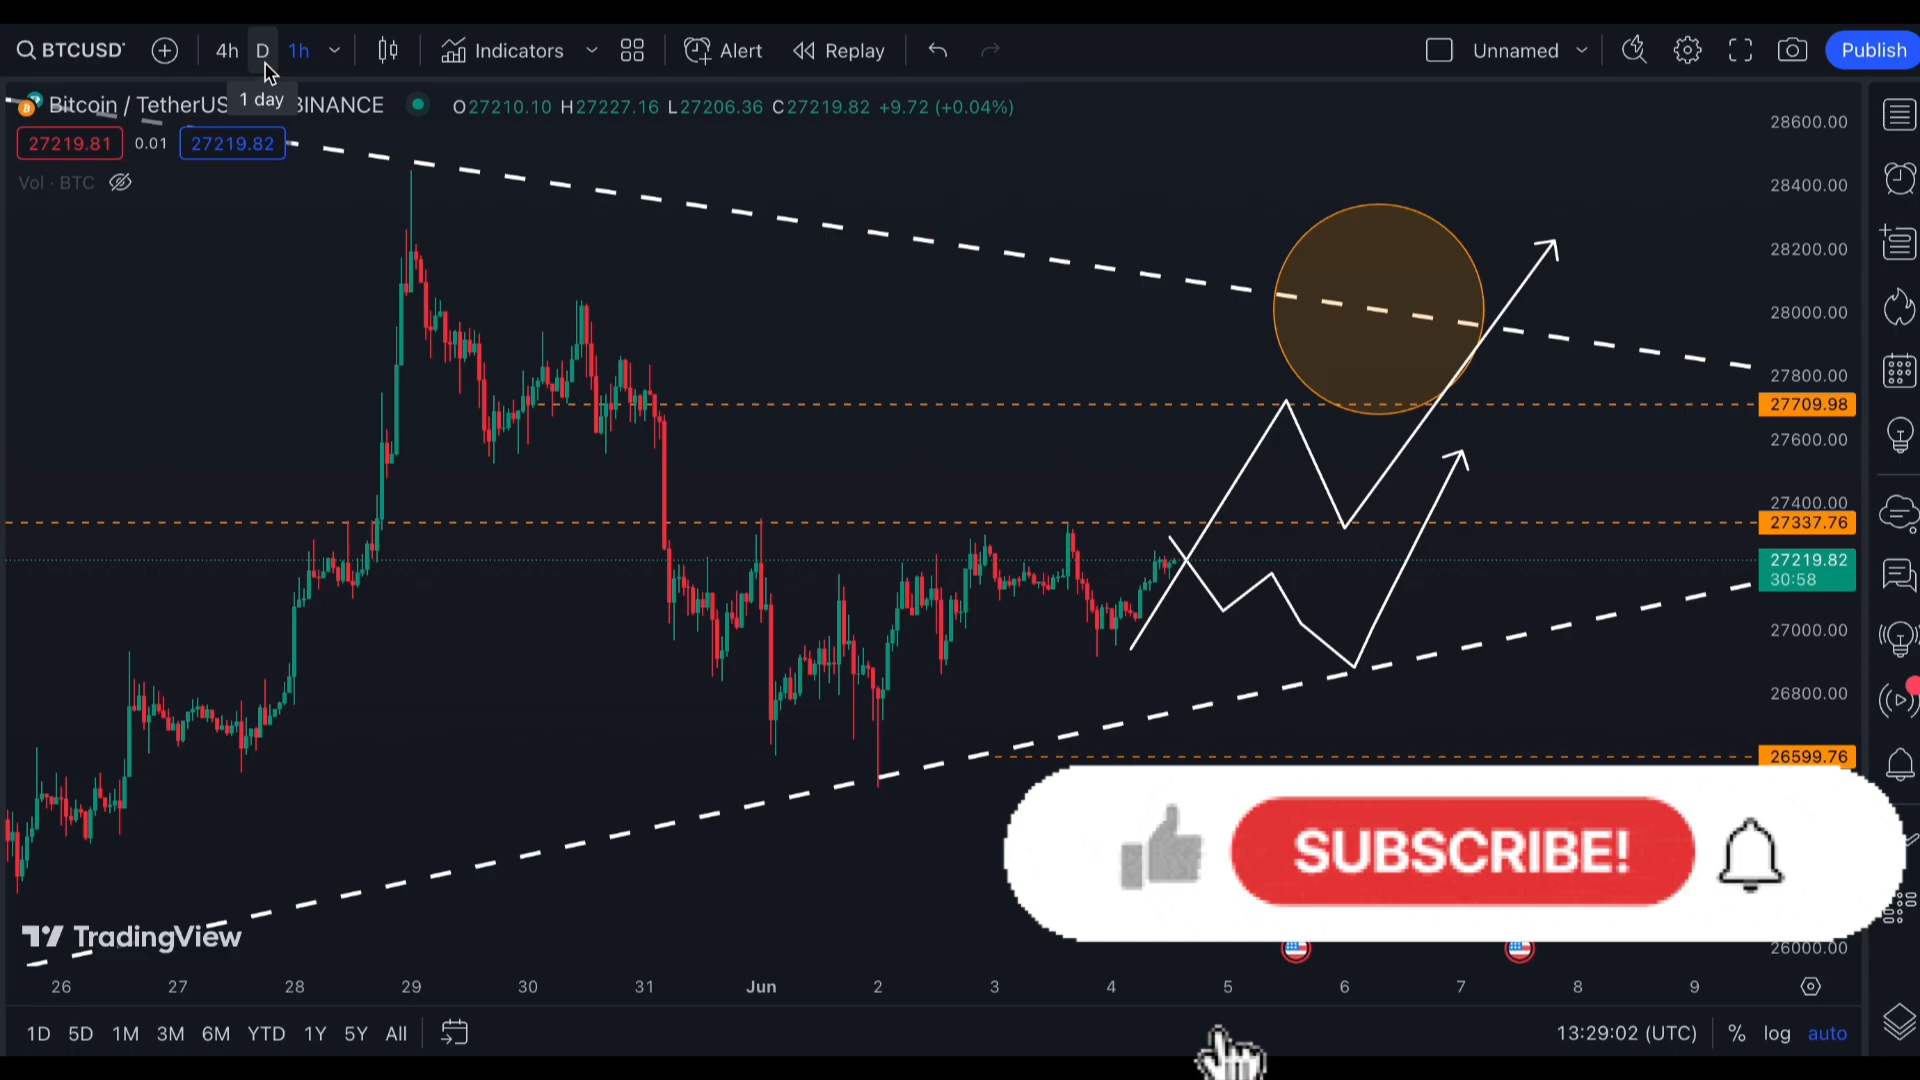 BTCUSD 4h D 1h Indicators Alert Replay Unnamed Publish
1 day
Bitcoin / TetherUS BINANCE O27210.10 H27227.16 L27206.36 C27219.82 +9.72 (+0.04%)
27219.81 0.01 27219.82
Vol · BTC
28600.00
28400.00
28200.00
28000.00
27800.00
27709.98
27600.00
27400.00
27337.76
27219.82
30:58
27000.00
26800.00
26599.76
SUBSCRIBE!
TradingView
26000.00
26 27 28 29 30 31 Jun 2 3 4 5 6 7 8 9
1D 5D 1M 3M 6M YTD 1Y 5Y All 13:29:02 (UTC) % log auto